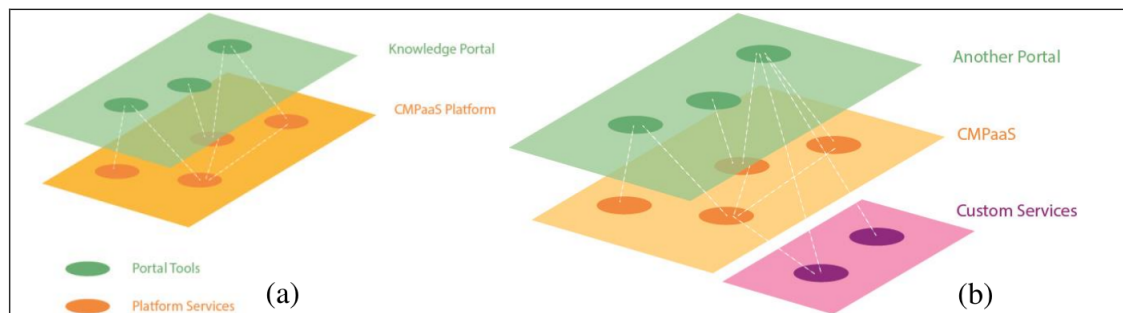 Knowledge Portal
CMPaaS Platform
Portal Tools
Platform Services
(a)
Another Portal
CMPaaS
Custom Services
(b)